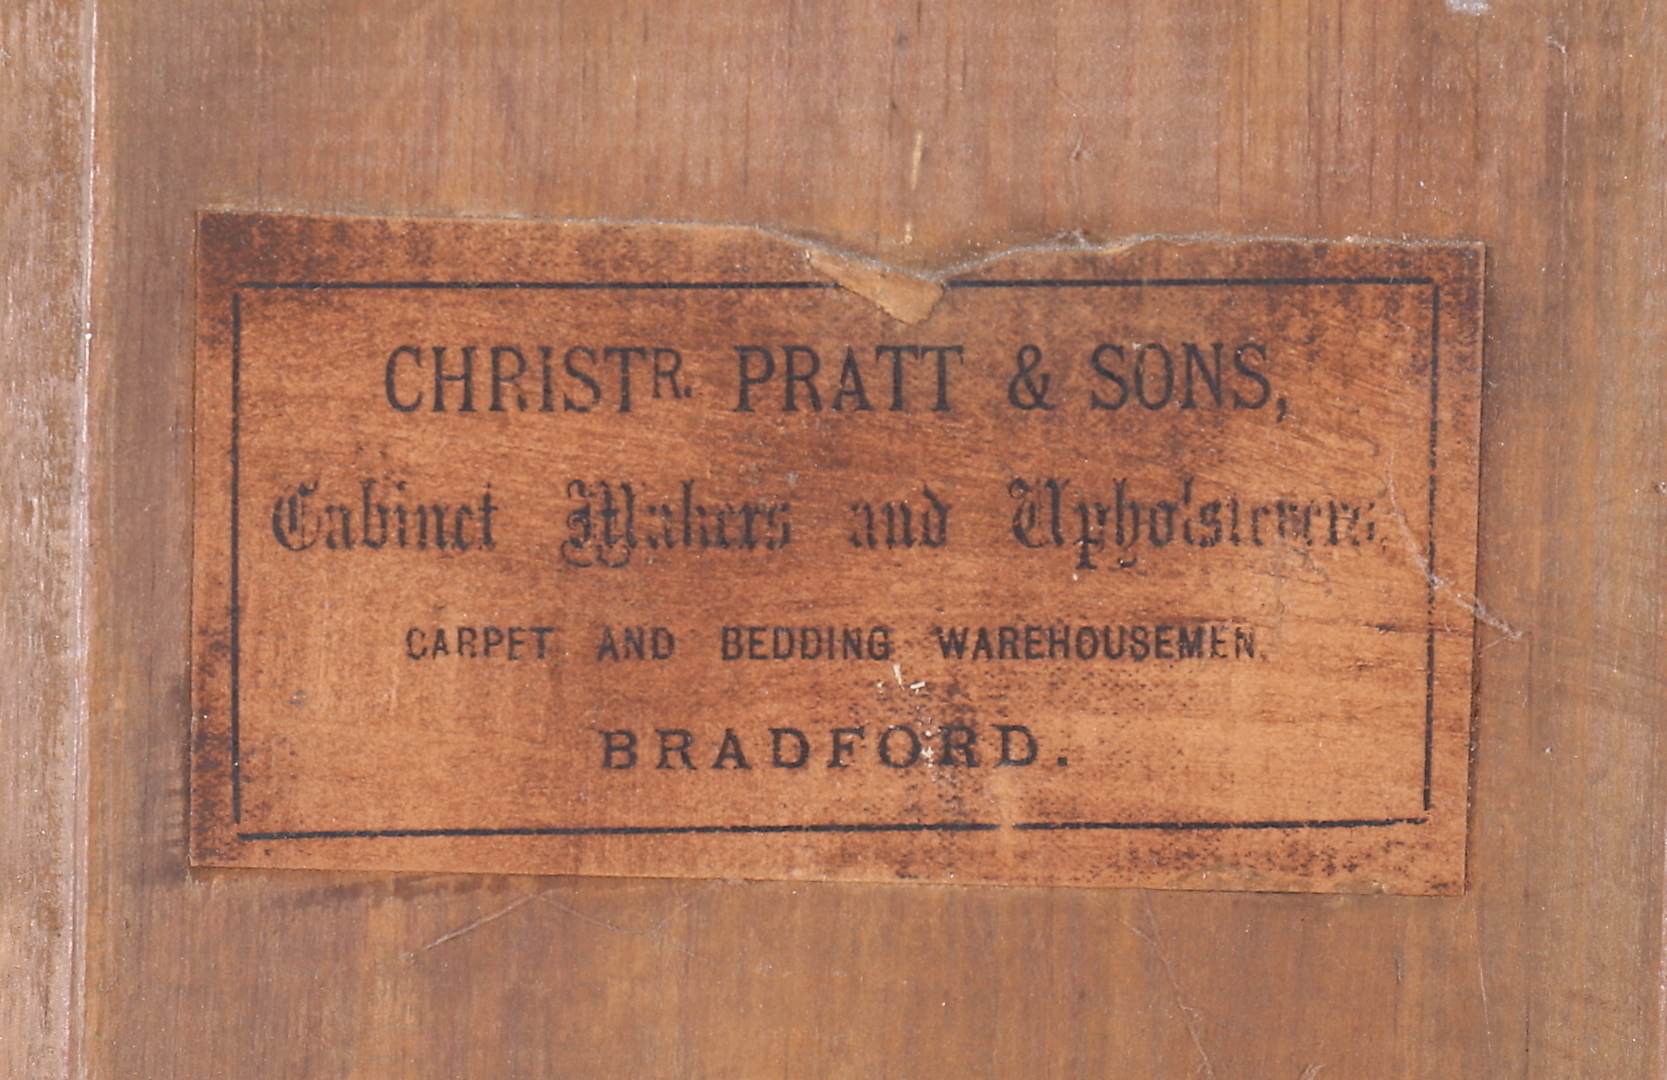 CHRISTR. PRATT & SONS,
Cabinet Makers and Upholsterers,
CARPET AND BEDDING WAREHOUSEMEN.
BRADFORD.